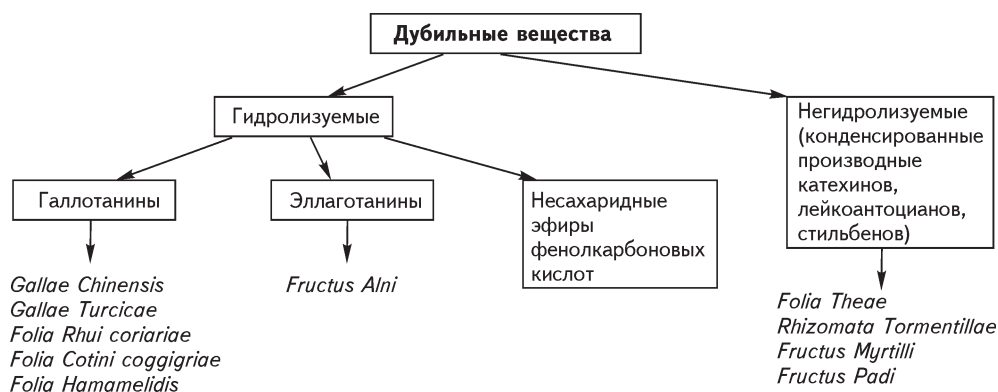 Дубильные вещества
Гидролизуемые
Негидролизуемые
(конденсированные
производные
катехинов,
лейкоантоцианов,
стильбенов)
Галлотанины
Эллаготанины
Несахаридные
эфиры
фенолкарбоновых
кислот
Gallae Chinensis
Gallae Turcicae
Folia Rhui coriariae
Folia Cotini coggigriae
Folia Hamamelidis
Fructus Alni
Folia Theae
Rhizomata Tormentillae
Fructus Myrtilli
Fructus Padi